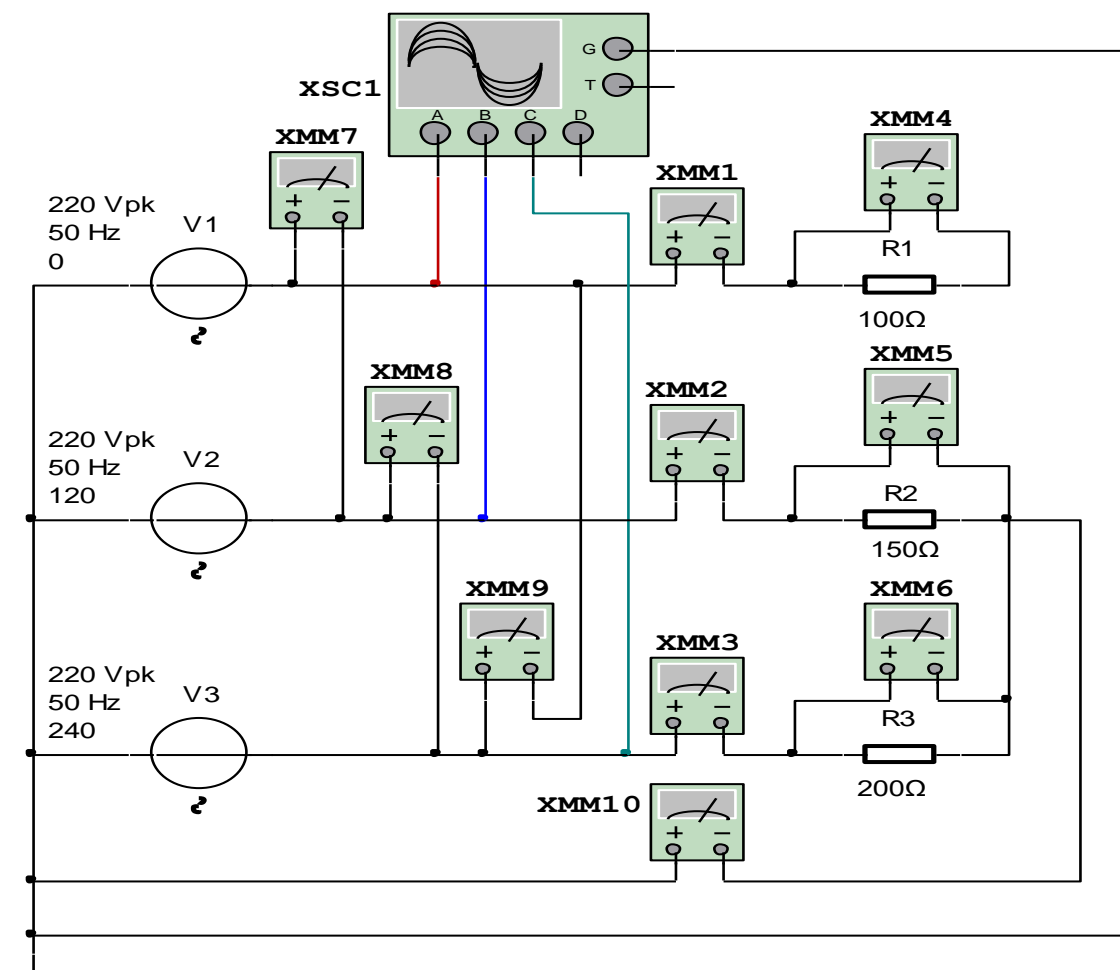 XSC1
G
T
A B C D
XMM7
+ −
220 Vpk
50 Hz
0
V1
XMM1
+ −
XMM4
+ −
R1
100Ω
XMM8
+ −
220 Vpk
50 Hz
120
V2
XMM2
+ −
XMM5
+ −
R2
150Ω
XMM9
+ −
220 Vpk
50 Hz
240
V3
XMM3
+ −
XMM6
+ −
R3
200Ω
XMM10
+ −